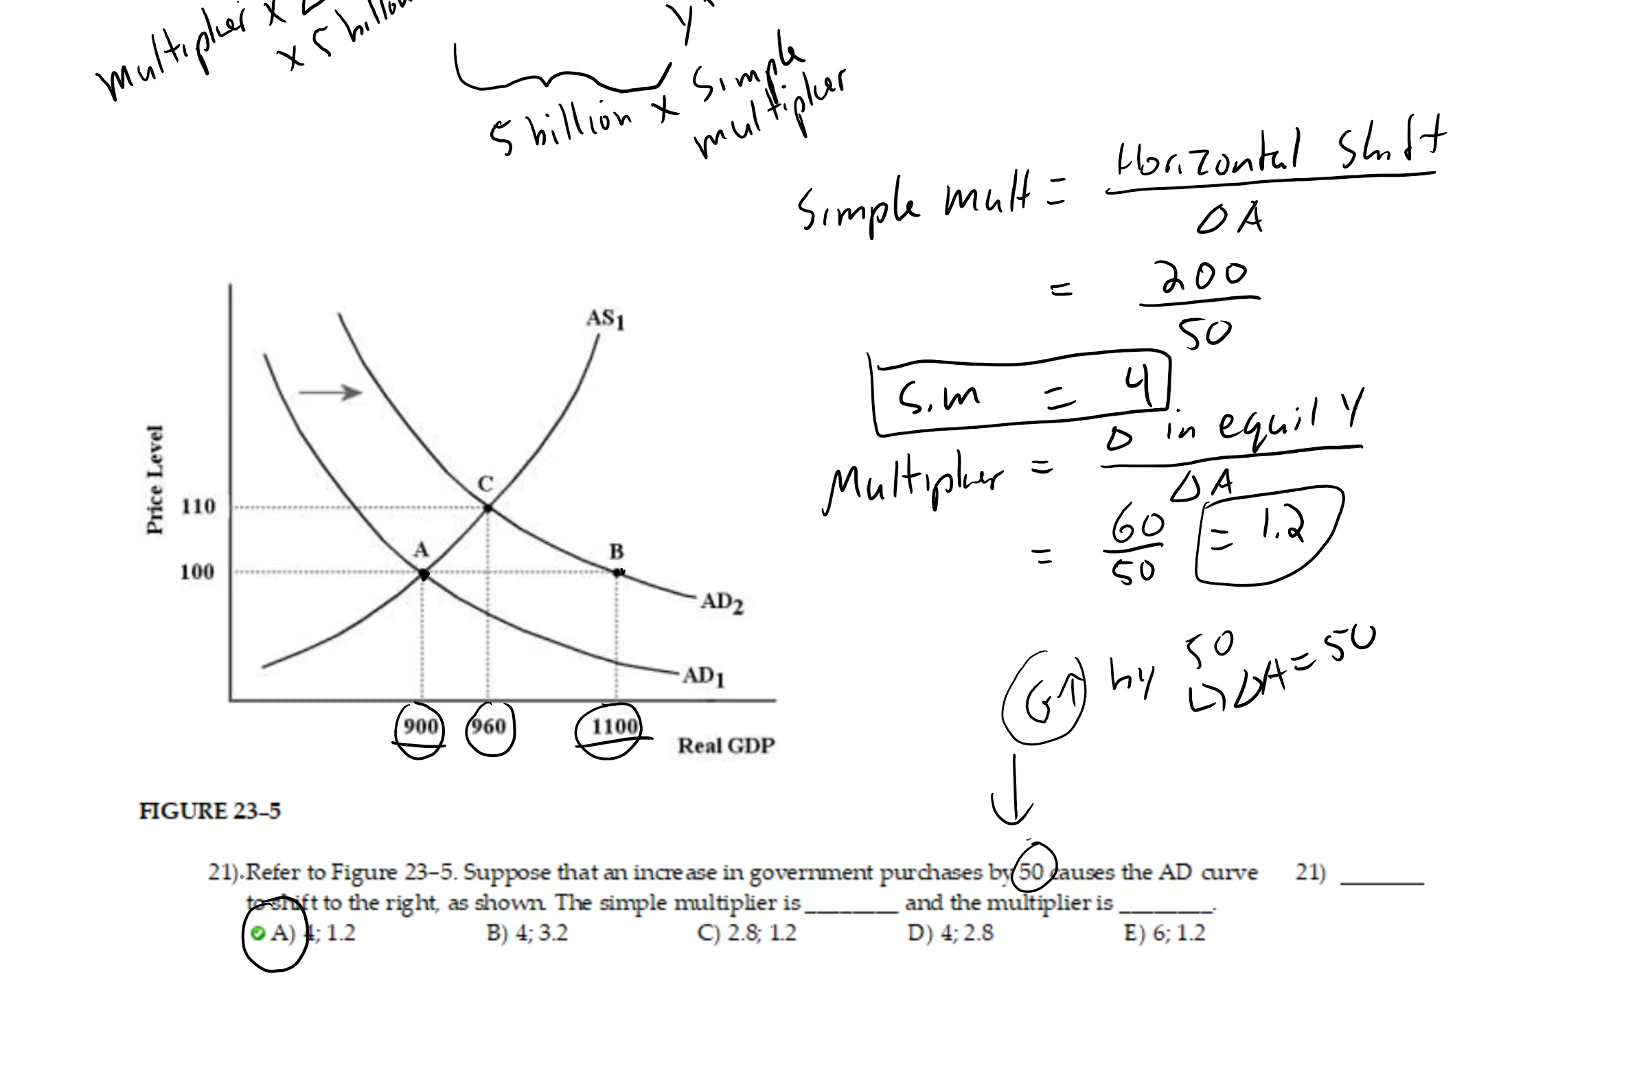 multiplier x
x 5 billion
Y
5 billion x simple
multiplier
Simple mult = Horizontal shift
ΔA
= 200
50
S.m = 4
Multiplier = Δ in equil Y
ΔA
= 60 = 1.2
50
G↑ by 50
ΔA = 50
AS1
Price Level
C
110
A
B
100
AD2
AD1
900 960 1100
Real GDP
FIGURE 23–5
21). Refer to Figure 23–5. Suppose that an increase in government purchases by 50 causes the AD curve 21) ______
to shift to the right, as shown. The simple multiplier is ______ and the multiplier is ______.
A) 4; 1.2 B) 4; 3.2 C) 2.8; 1.2 D) 4; 2.8 E) 6; 1.2